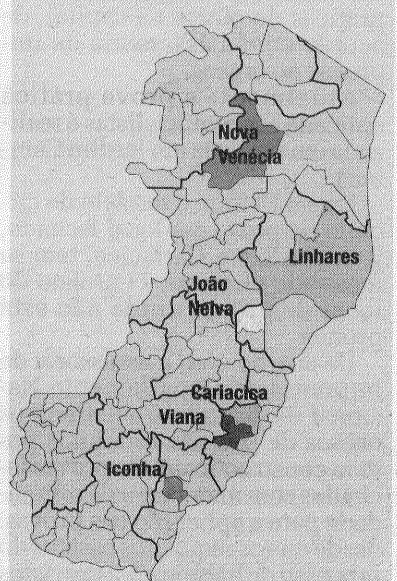 Nova
Venécia
Linhares
João
Neiva
Cariacica
Viana
Iconha